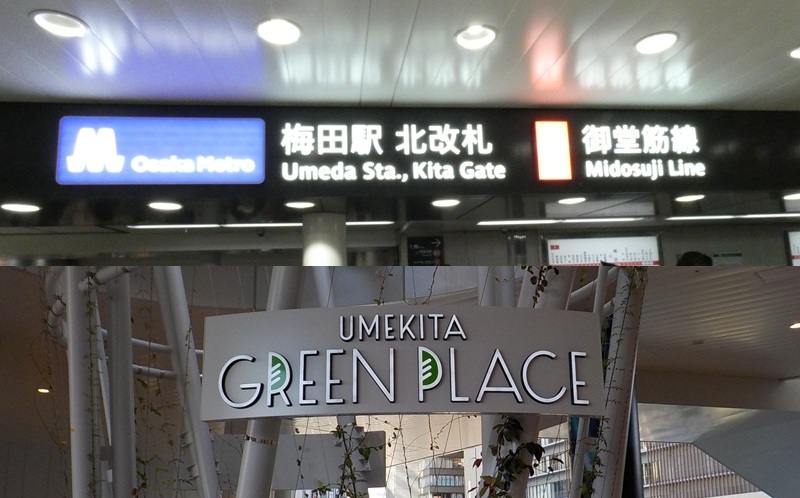 Osaka Metro
梅田駅 北改札
Umeda Sta., Kita Gate
御堂筋線
Midosuji Line
UMEKITA
GREEN PLACE